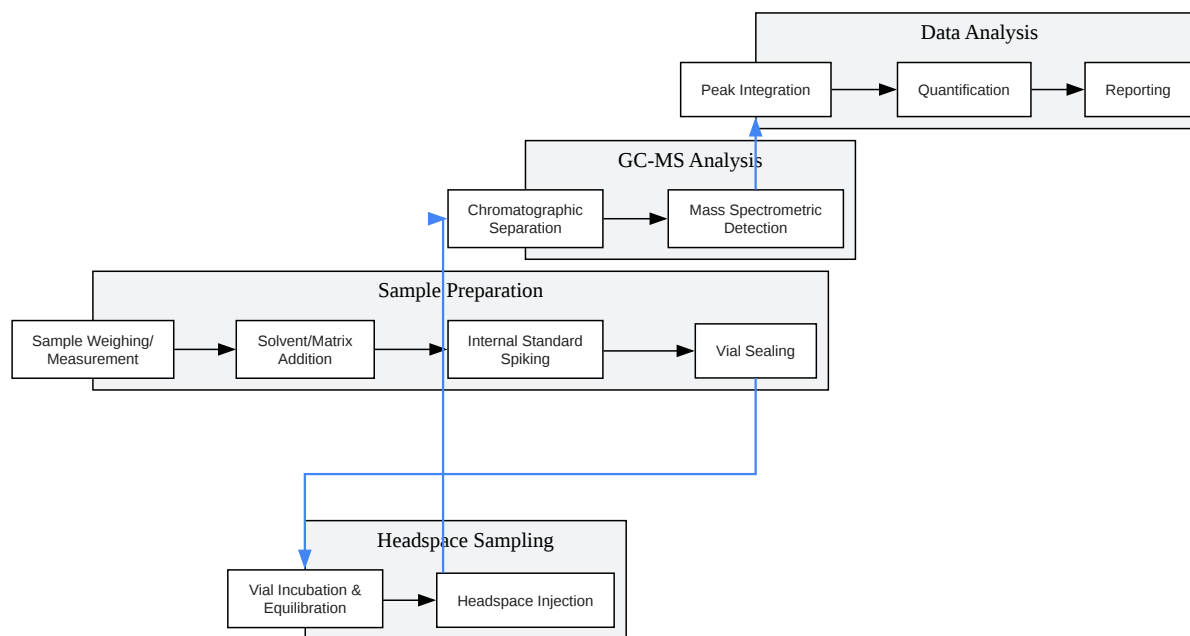 Data Analysis
Peak Integration
Quantification
Reporting
GC-MS Analysis
Chromatographic
Separation
Mass Spectrometric
Detection
Sample Preparation
Sample Weighing/
Measurement
Solvent/Matrix
Addition
Internal Standard
Spiking
Vial Sealing
Headspace Sampling
Vial Incubation &
Equilibration
Headspace Injection